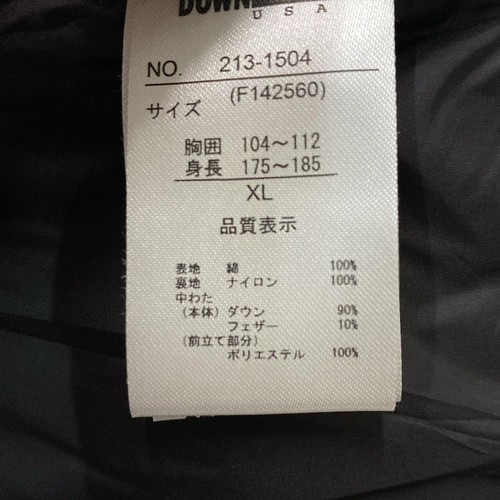 USA
NO. 213-1504
(F142560)
サイズ
胸囲 104～112
身長 175～185
XL
品質表示
表地 綿 100%
裏地 ナイロン 100%
中わた
(本体) ダウン 90%
フェザー 10%
(前立て部分)
ポリエステル 100%